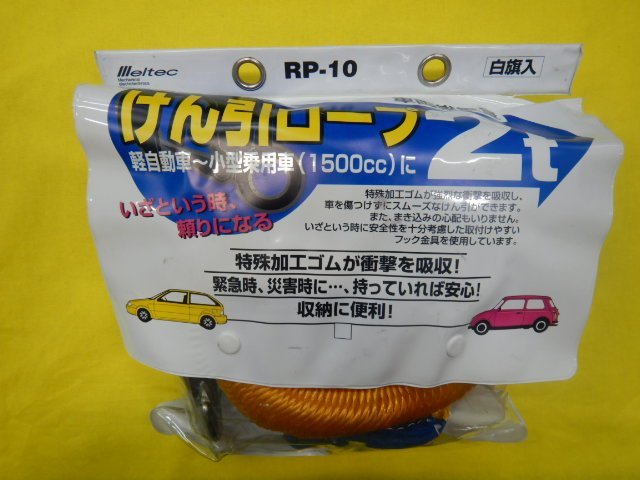 Meltec
RP-10
白旗入
けん引ロープ
2t
軽自動車～小型乗用車(1500cc)に
いざという時、
頼りになる
特殊加工ゴムが強烈な衝撃を吸収し、
車を傷つけずにスムーズなけん引ができます。
また、まき込みの心配もいりません。
いざという時に安全性を十分考慮した取付けやすい
フック金具を使用しています。
特殊加工ゴムが衝撃を吸収!
緊急時、災害時に…、持っていれば安心!
収納に便利!